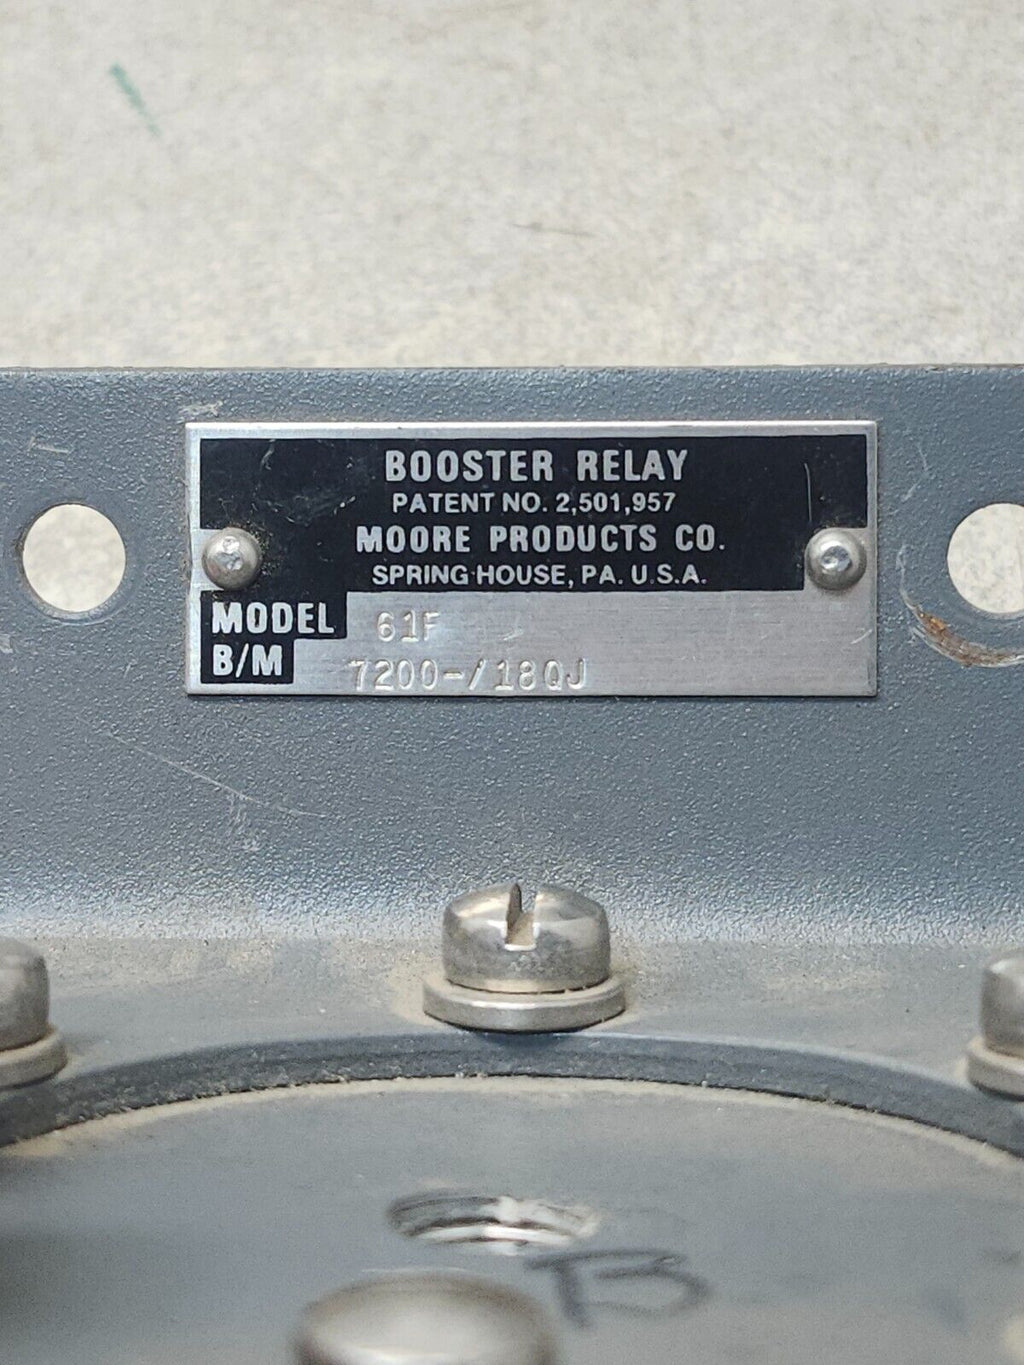 BOOSTER RELAY
PATENT NO. 2,501,957
MOORE PRODUCTS CO.
SPRING HOUSE, PA. U.S.A.
MODEL 61F
B/M 7200-/18QJ